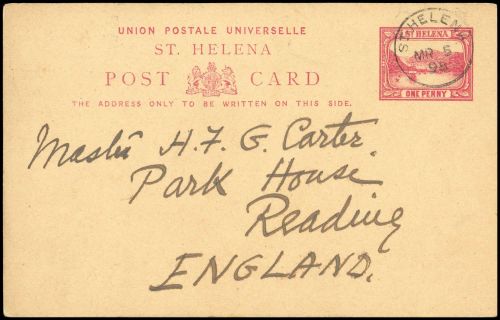 UNION POSTALE UNIVERSELLE
ST. HELENA
POST CARD
THE ADDRESS ONLY TO BE WRITTEN ON THIS SIDE.
ST. HELENA
ONE PENNY
ST HELENA
MR 5
98
Master H. F. G. Carter.
Park House
Reading
ENGLAND.